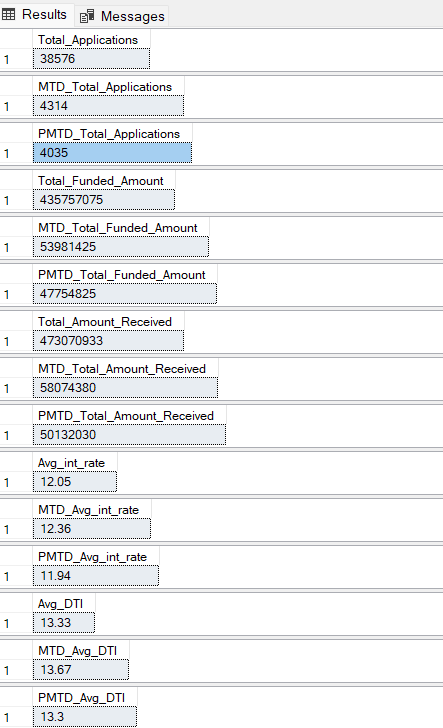 Results Messages
Total_Applications
1 38576
MTD_Total_Applications
1 4314
PMTD_Total_Applications
1 4035
Total_Funded_Amount
1 435757075
MTD_Total_Funded_Amount
1 53981425
PMTD_Total_Funded_Amount
1 47754825
Total_Amount_Received
1 473070933
MTD_Total_Amount_Received
1 58074380
PMTD_Total_Amount_Received
1 50132030
Avg_int_rate
1 12.05
MTD_Avg_int_rate
1 12.36
PMTD_Avg_int_rate
1 11.94
Avg_DTI
1 13.33
MTD_Avg_DTI
1 13.67
PMTD_Avg_DTI
1 13.3